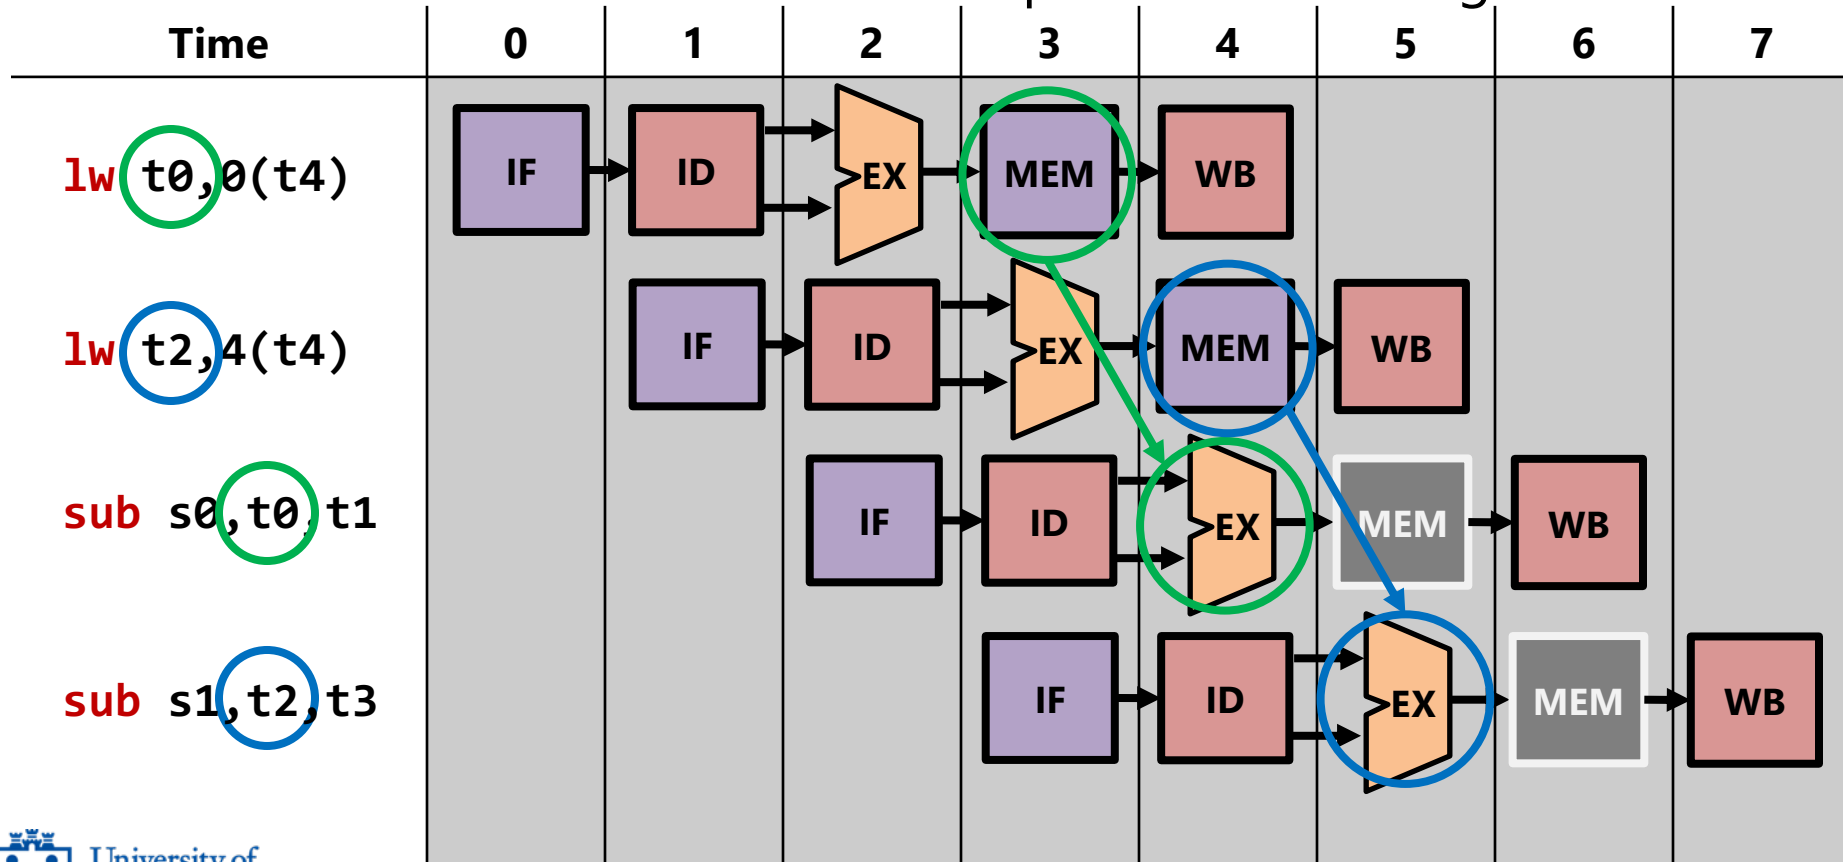 Time 0 1 2 3 4 5 6 7
lw t0,0(t4) IF ID EX MEM WB
lw t2,4(t4) IF ID EX MEM WB
sub s0,t0,t1 IF ID EX MEM WB
sub s1,t2,t3 IF ID EX MEM WB
University of